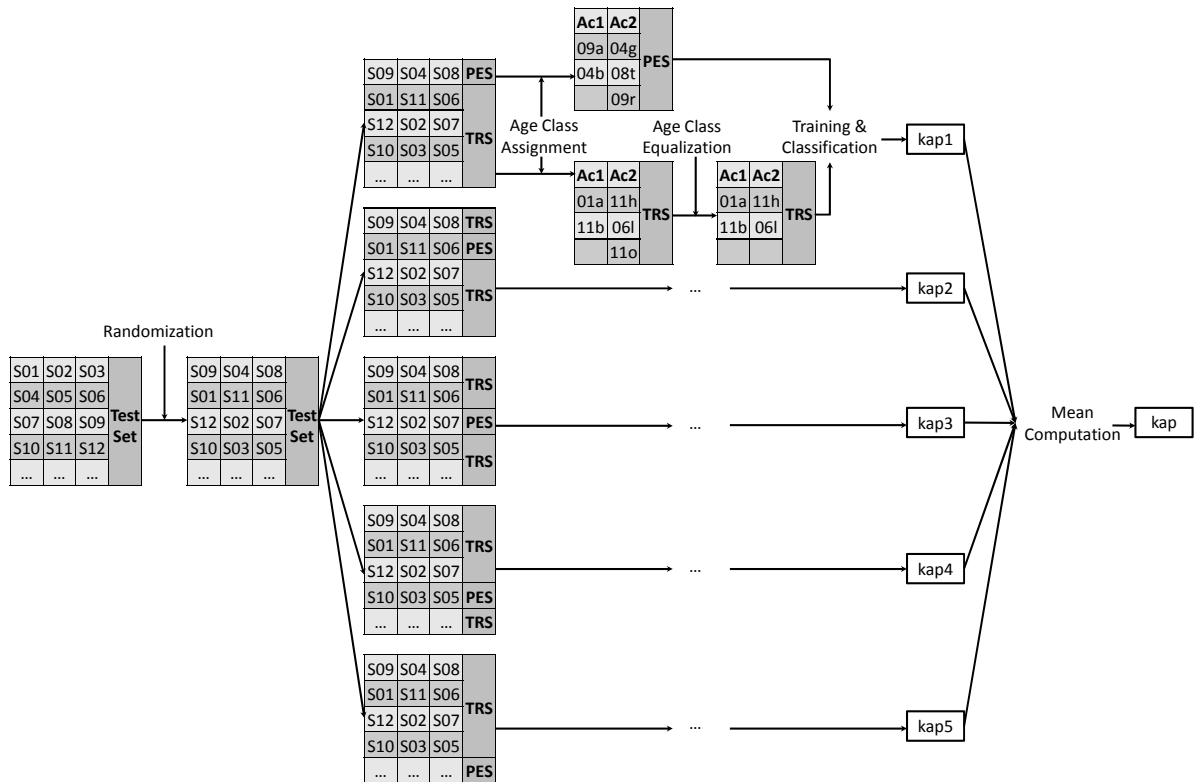 Randomization
S01 S02 S03
S04 S05 S06
S07 S08 S09
S10 S11 S12
... ... ...
Test
Set
S09 S04 S08
S01 S11 S06
S12 S02 S07
S10 S03 S05
... ... ...
Test
Set
S09 S04 S08 PES
S01 S11 S06
S12 S02 S07
S10 S03 S05
... ... ...
TRS
Age Class
Assignment
Ac1 Ac2
09a 04g
04b 08t
09r
PES
Ac1 Ac2
01a 11h
11b 06l
11o
TRS
Age Class
Equalization
Ac1 Ac2
01a 11h
11b 06l
TRS
Training &
Classification
kap1
S09 S04 S08 TRS
S01 S11 S06 PES
S12 S02 S07
S10 S03 S05
... ... ...
TRS
...
kap2
S09 S04 S08
S01 S11 S06
TRS
S12 S02 S07 PES
S10 S03 S05
... ... ...
TRS
...
kap3
S09 S04 S08
S01 S11 S06
S12 S02 S07
TRS
S10 S03 S05 PES
... ... ... TRS
...
kap4
S09 S04 S08
S01 S11 S06
S12 S02 S07
S10 S03 S05
TRS
... ... ... PES
...
kap5
Mean
Computation
kap